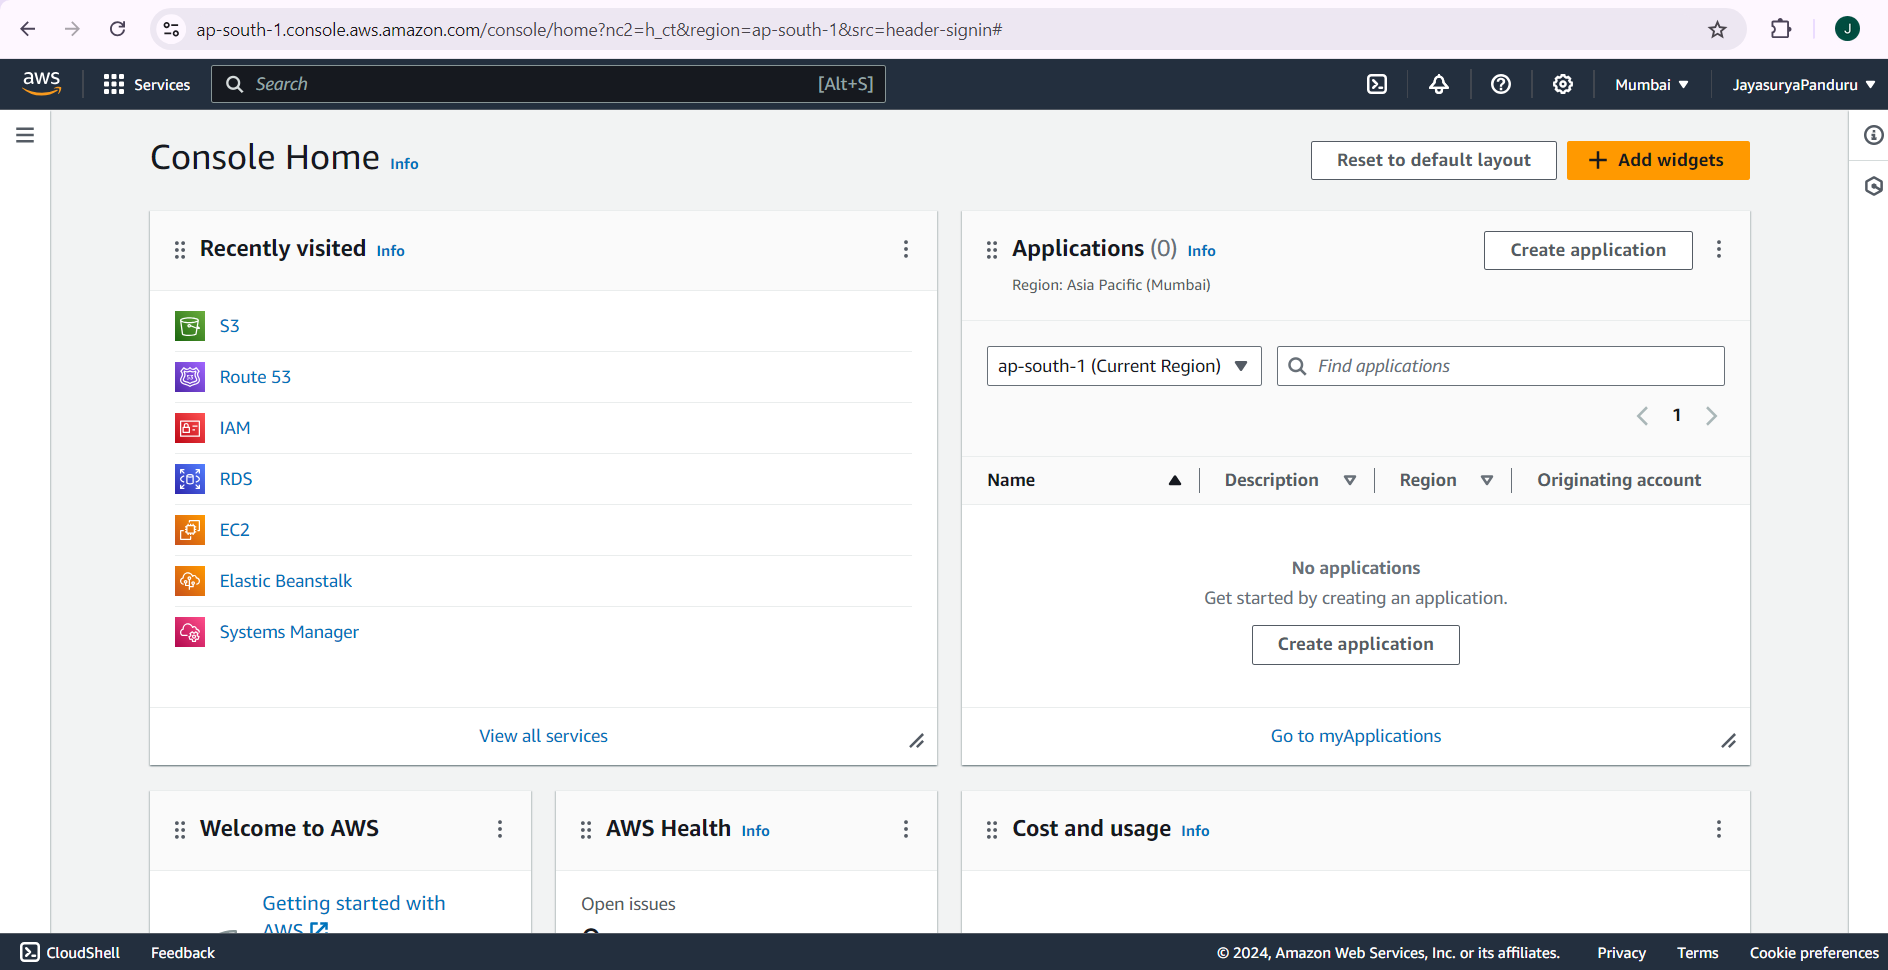 ap-south-1.console.aws.amazon.com/console/home?nc2=h_ct&region=ap-south-1&src=header-signin#
J
aws
Services
Search
[Alt+S]
Mumbai
JayasuryaPanduru
Console Home Info
Reset to default layout
Add widgets
Recently visited Info
S3
Route 53
IAM
RDS
EC2
Elastic Beanstalk
Systems Manager
View all services
Applications (0) Info
Create application
Region: Asia Pacific (Mumbai)
ap-south-1 (Current Region)
Find applications
1
Name
Description
Region
Originating account
No applications
Get started by creating an application.
Create application
Go to myApplications
Welcome to AWS
Getting started with
AWS
AWS Health Info
Open issues
Cost and usage Info
CloudShell
Feedback
© 2024, Amazon Web Services, Inc. or its affiliates.
Privacy
Terms
Cookie preferences